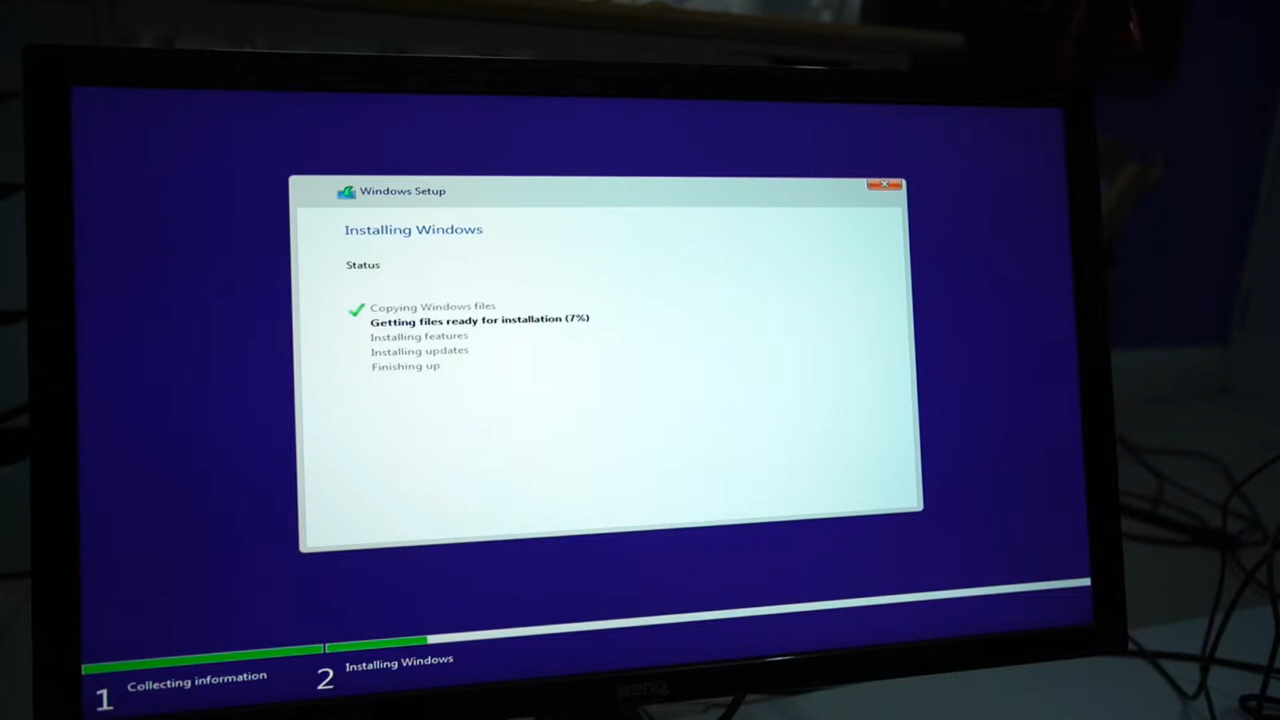 Windows Setup
Installing Windows
Status
Copying Windows files
Getting files ready for installation (7%)
Installing features
Installing updates
Finishing up
1 Collecting information
2 Installing Windows
BenQ